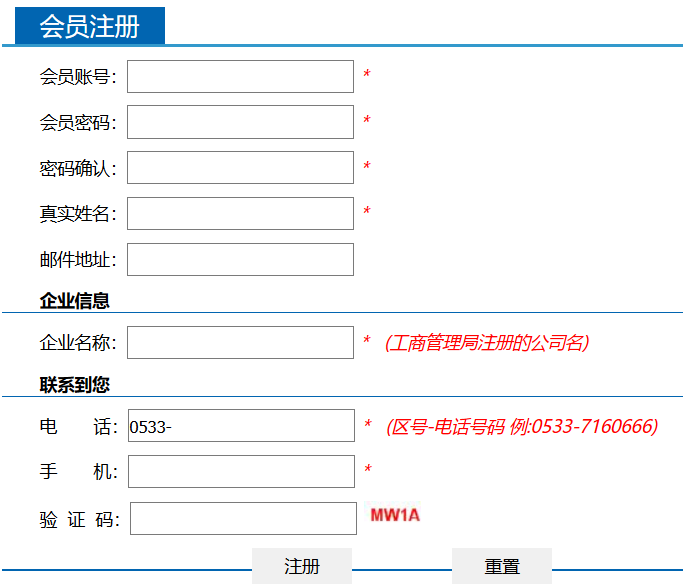 会员注册
会员账号： *
会员密码： *
密码确认： *
真实姓名： *
邮件地址：
企业信息
企业名称： * (工商管理局注册的公司名)
联系到您
电 话： 0533- * (区号-电话号码 例:0533-7160666)
手 机： *
验 证 码： MW1A
注册 重置